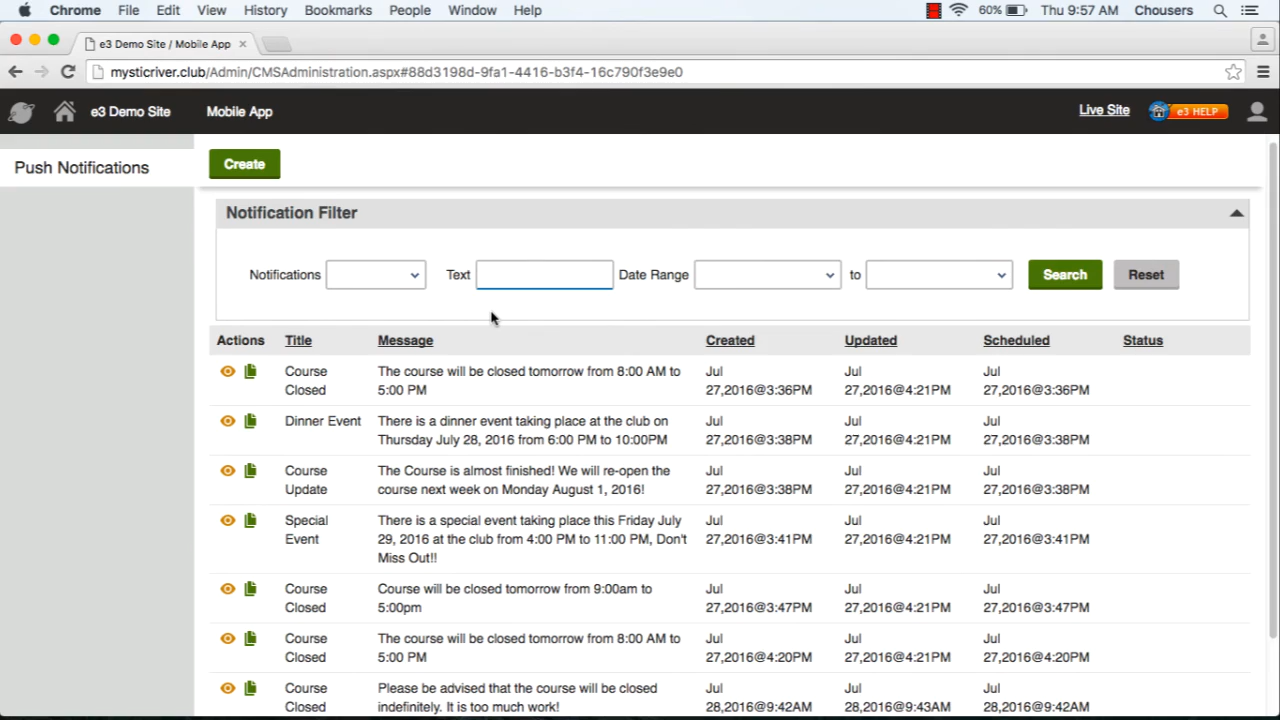 Chrome File Edit View History Bookmarks People Window Help 60% Thu 9:57 AM Chousers
e3 Demo Site / Mobile App ×
mysticriver.club/Admin/CMSAdministration.aspx#88d3198d-9fa1-4416-b3f4-16c790f3e9e0
e3 Demo Site Mobile App Live Site e3 HELP
Push Notifications Create
Notification Filter
Notifications Text Date Range to Search Reset
Actions Title Message Created Updated Scheduled Status
Course The course will be closed tomorrow from 8:00 AM to Jul Jul Jul
Closed 5:00 PM 27,2016@3:36PM 27,2016@4:21PM 27,2016@3:36PM
Dinner Event There is a dinner event taking place at the club on Jul Jul Jul
Thursday July 28, 2016 from 6:00 PM to 10:00PM 27,2016@3:38PM 27,2016@4:21PM 27,2016@3:38PM
Course The Course is almost finished! We will re-open the Jul Jul Jul
Update course next week on Monday August 1, 2016! 27,2016@3:38PM 27,2016@4:21PM 27,2016@3:38PM
Special There is a special event taking place this Friday July Jul Jul Jul
Event 29, 2016 at the club from 4:00 PM to 11:00 PM, Don't 27,2016@3:41PM 27,2016@4:21PM 27,2016@3:41PM
Miss Out!!
Course Course will be closed tomorrow from 9:00am to Jul Jul Jul
Closed 5:00pm 27,2016@3:47PM 27,2016@4:21PM 27,2016@3:47PM
Course The course will be closed tomorrow from 8:00 AM to Jul Jul Jul
Closed 5:00 PM 27,2016@4:20PM 27,2016@4:21PM 27,2016@4:20PM
Course Please be advised that the course will be closed Jul Jul Jul
Closed indefinitely. It is too much work! 28,2016@9:42AM 28,2016@9:43AM 28,2016@9:42AM